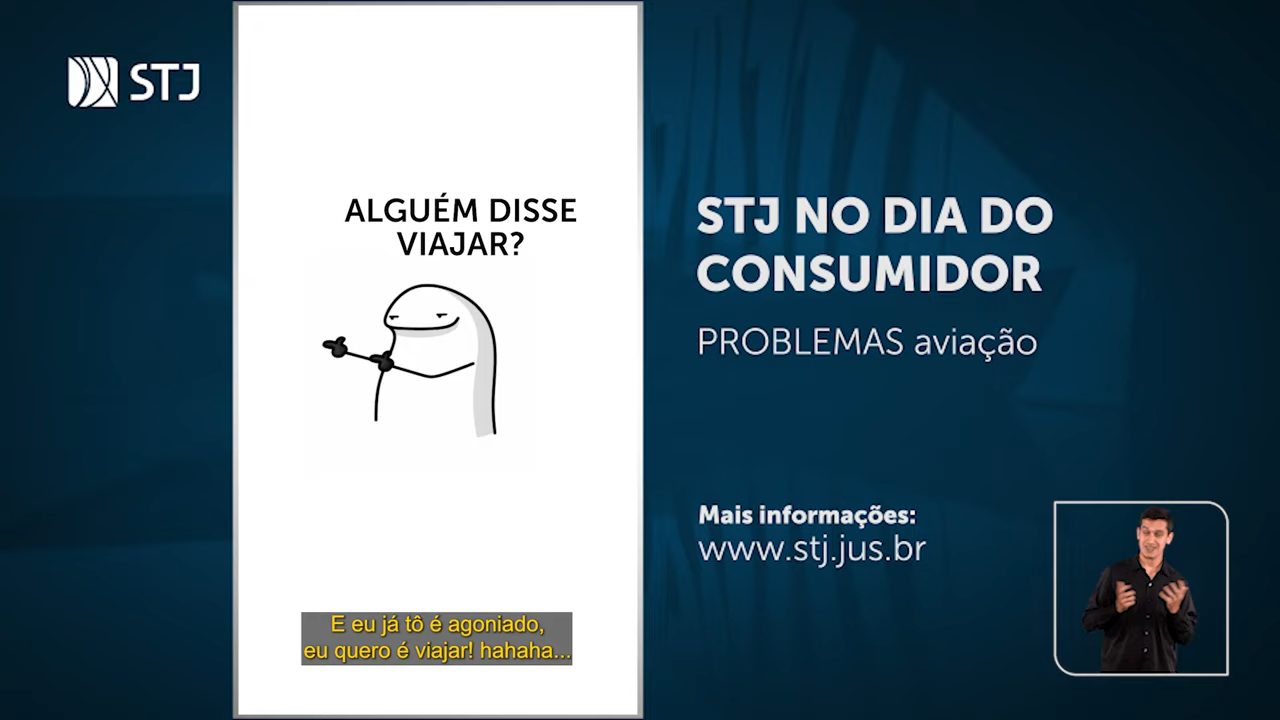 STJ
ALGUÉM DISSE
VIAJAR?
E eu já tô é agoniado,
eu quero é viajar! hahaha...
STJ NO DIA DO
CONSUMIDOR
PROBLEMAS aviação
Mais informações:
www.stj.jus.br